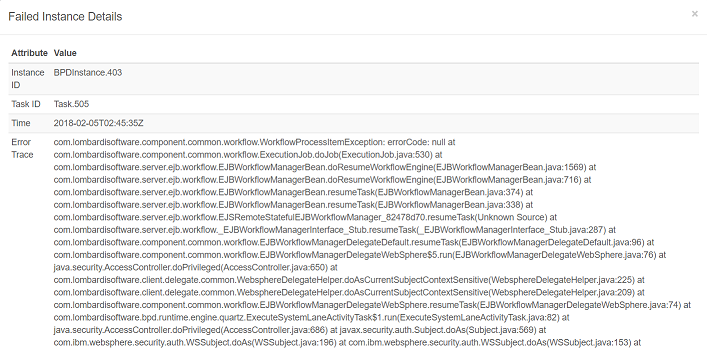 Failed Instance Details
×
Attribute Value
Instance ID BPDInstance.403
Task ID Task.505
Time 2018-02-05T02:45:35Z
Error Trace com.lombardisoftware.component.common.workflow.WorkflowProcessItemException: errorCode: null at
com.lombardisoftware.component.common.workflow.ExecutionJob.doJob(ExecutionJob.java:530) at
com.lombardisoftware.server.ejb.workflow.EJBWorkflowManagerBean.doResumeWorkflowEngine(EJBWorkflowManagerBean.java:1569) at
com.lombardisoftware.server.ejb.workflow.EJBWorkflowManagerBean.doResumeWorkflowEngine(EJBWorkflowManagerBean.java:716) at
com.lombardisoftware.server.ejb.workflow.EJBWorkflowManagerBean.resumeTask(EJBWorkflowManagerBean.java:374) at
com.lombardisoftware.server.ejb.workflow.EJBWorkflowManagerBean.resumeTask(EJBWorkflowManagerBean.java:338) at
com.lombardisoftware.server.ejb.workflow.EJSRemoteStatefulEJBWorkflowManager_82478d70.resumeTask(Unknown Source) at
com.lombardisoftware.server.ejb.workflow._EJBWorkflowManagerInterface_Stub.resumeTask(_EJBWorkflowManagerInterface_Stub.java:287) at
com.lombardisoftware.component.common.workflow.EJBWorkflowManagerDelegateDefault.resumeTask(EJBWorkflowManagerDelegateDefault.java:96) at
com.lombardisoftware.component.common.workflow.EJBWorkflowManagerDelegateWebSphere$5.run(EJBWorkflowManagerDelegateWebSphere.java:76) at
java.security.AccessController.doPrivileged(AccessController.java:650) at
com.lombardisoftware.client.delegate.common.WebsphereDelegateHelper.doAsCurrentSubjectContextSensitive(WebsphereDelegateHelper.java:225) at
com.lombardisoftware.client.delegate.common.WebsphereDelegateHelper.doAsCurrentSubjectContextSensitive(WebsphereDelegateHelper.java:209) at
com.lombardisoftware.component.common.workflow.EJBWorkflowManagerDelegateWebSphere.resumeTask(EJBWorkflowManagerDelegateWebSphere.java:74) at
com.lombardisoftware.bpd.runtime.engine.quartz.ExecuteSystemLaneActivityTask$1.run(ExecuteSystemLaneActivityTask.java:82) at
java.security.AccessController.doPrivileged(AccessController.java:686) at javax.security.auth.Subject.doAs(Subject.java:569) at
com.ibm.websphere.security.auth.WSSubject.doAs(WSSubject.java:196) at com.ibm.websphere.security.auth.WSSubject.doAs(WSSubject.java:153) at